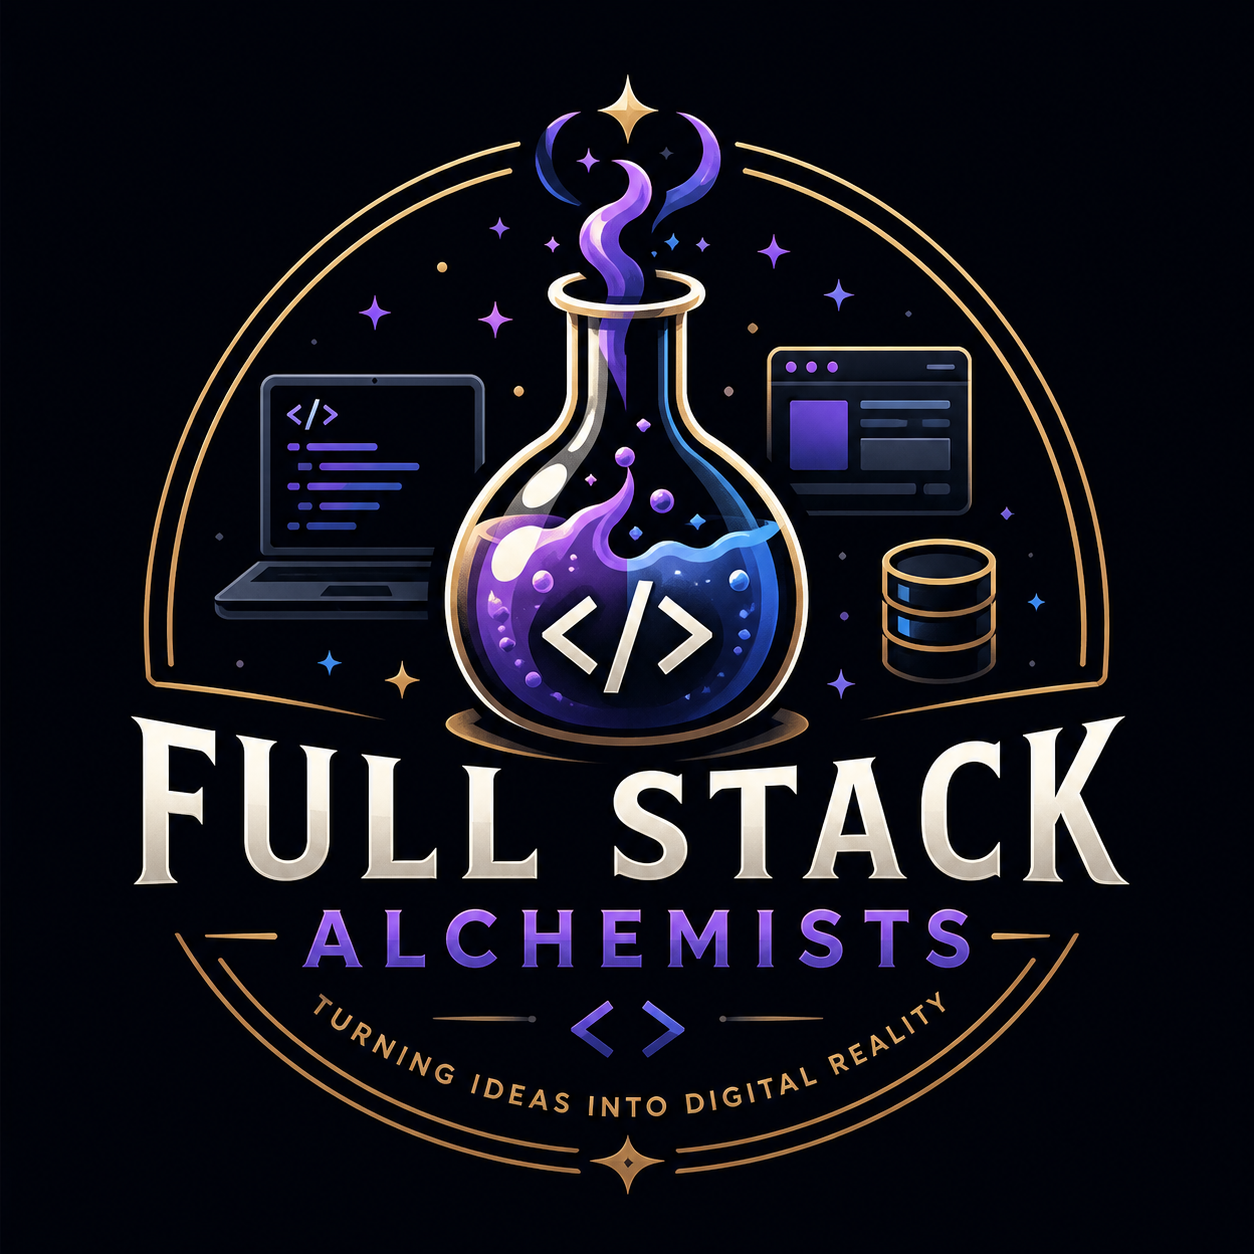 </>
</>
FULL STACK
ALCHEMISTS
< >
TURNING IDEAS INTO DIGITAL REALITY